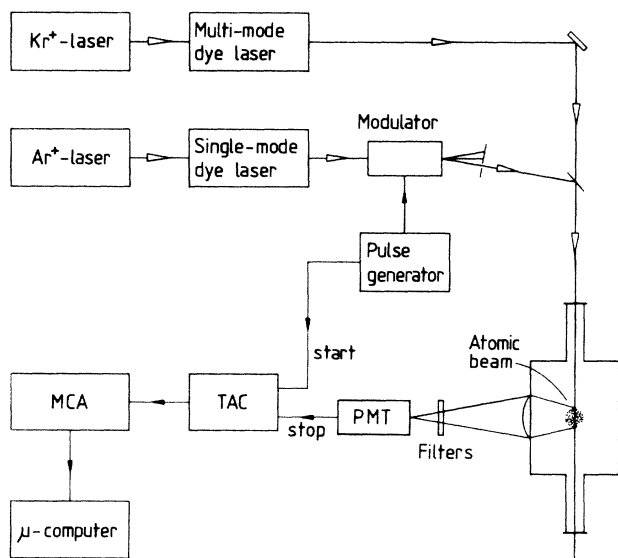 Kr⁺-laser
Multi-mode
dye laser
Ar⁺-laser
Single-mode
dye laser
Modulator
Pulse
generator
start
Atomic
beam
MCA
TAC
stop
PMT
Filters
μ-computer